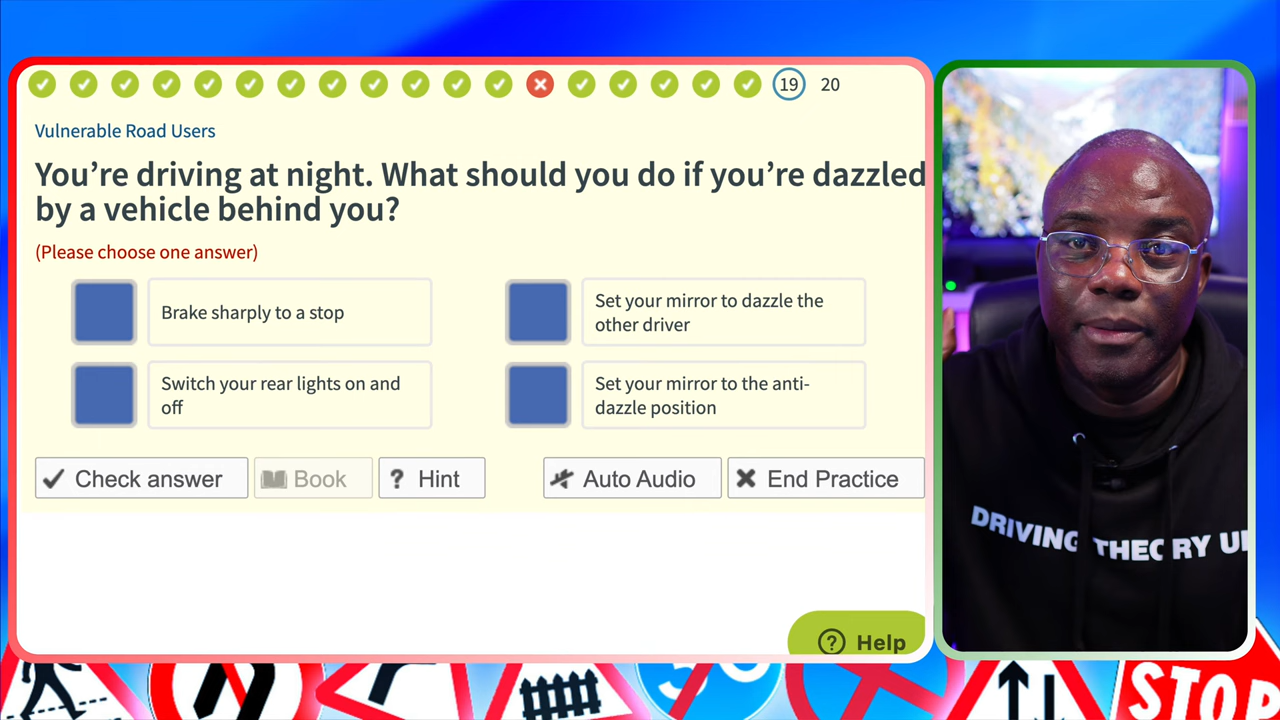 19 20
Vulnerable Road Users
You’re driving at night. What should you do if you’re dazzled
by a vehicle behind you?
(Please choose one answer)
Brake sharply to a stop
Set your mirror to dazzle the
other driver
Switch your rear lights on and
off
Set your mirror to the anti-
dazzle position
Check answer
Book
? Hint
Auto Audio
End Practice
? Help
DRIVING THEORY U
STOP